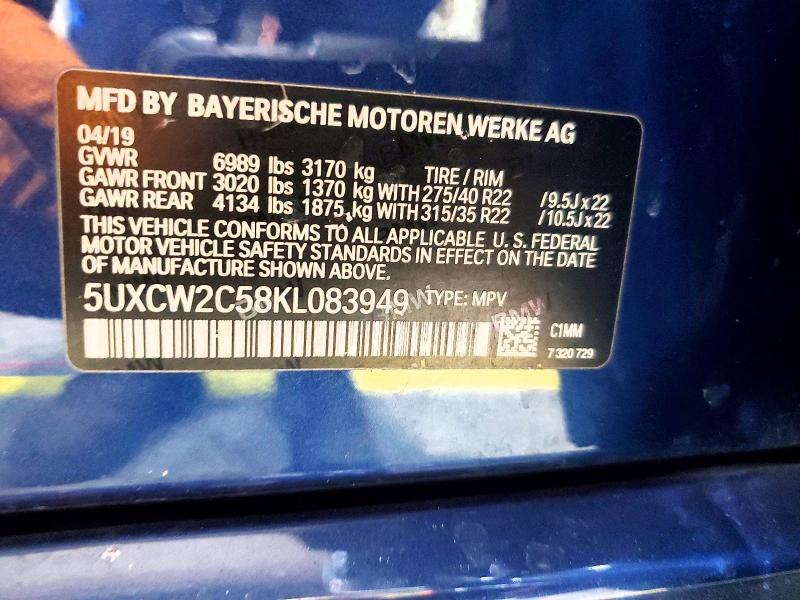 MFD BY BAYERISCHE MOTOREN WERKE AG
04/19
GVWR 6989 lbs 3170 kg TIRE / RIM
GAWR FRONT 3020 lbs 1370 kg WITH 275/40 R22 /9.5J x 22
GAWR REAR 4134 lbs 1875 kg WITH 315/35 R22 /10.5J x 22
THIS VEHICLE CONFORMS TO ALL APPLICABLE U.S. FEDERAL
MOTOR VEHICLE SAFETY STANDARDS IN EFFECT ON THE DATE
OF MANUFACTURE SHOWN ABOVE.
5UXCW2C58KL083949 TYPE: MPV
BMW
C1MM
7 320 729